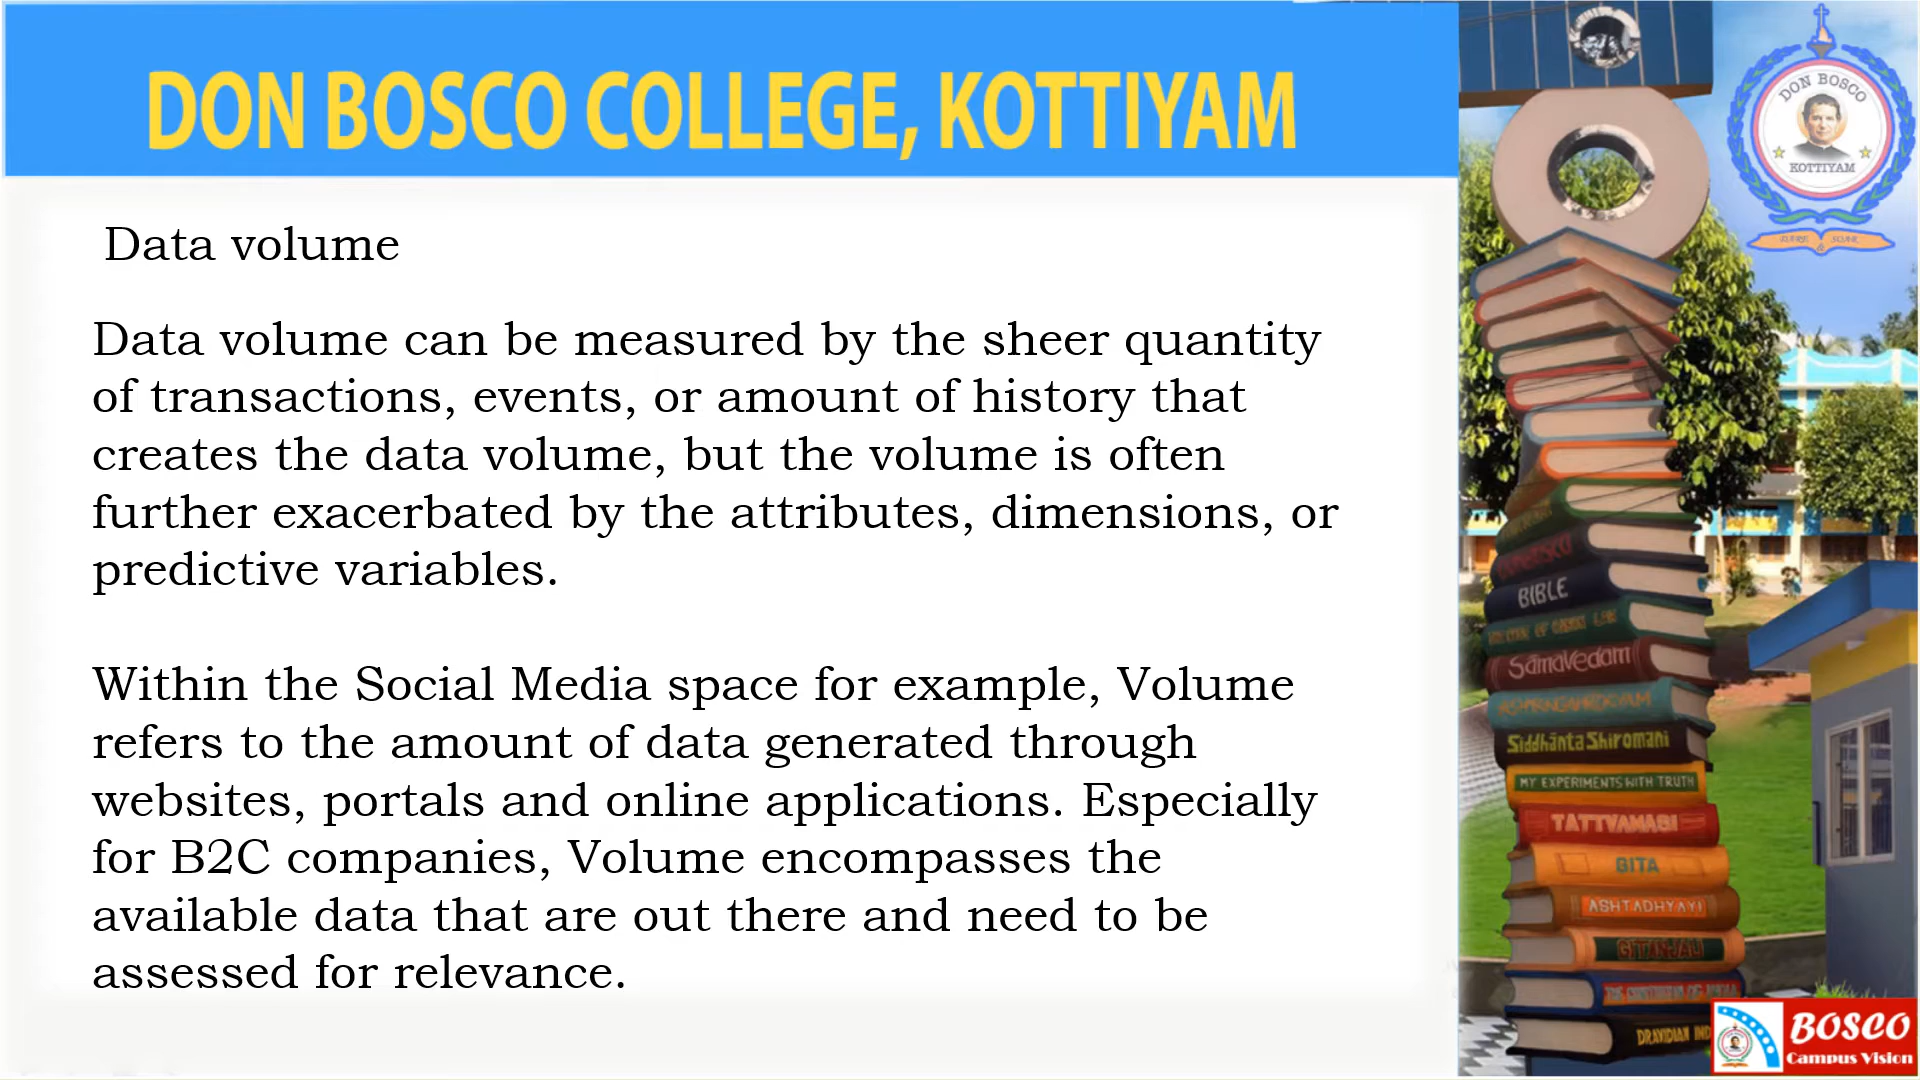 DON BOSCO COLLEGE, KOTTIYAM
DON BOSCO
KOTTIYAM
Data volume
Data volume can be measured by the sheer quantity
of transactions, events, or amount of history that
creates the data volume, but the volume is often
further exacerbated by the attributes, dimensions, or
predictive variables.
Within the Social Media space for example, Volume
refers to the amount of data generated through
websites, portals and online applications. Especially
for B2C companies, Volume encompasses the
available data that are out there and need to be
assessed for relevance.
BIBLE
Samavedam
Siddhānta Shiromani
MY EXPERIMENTS WITH TRUTH
TATTVAMASI
GITA
ASHTADHYAYI
GITANJALI
DRAVIDIAN
BOSCO
Campus Vision